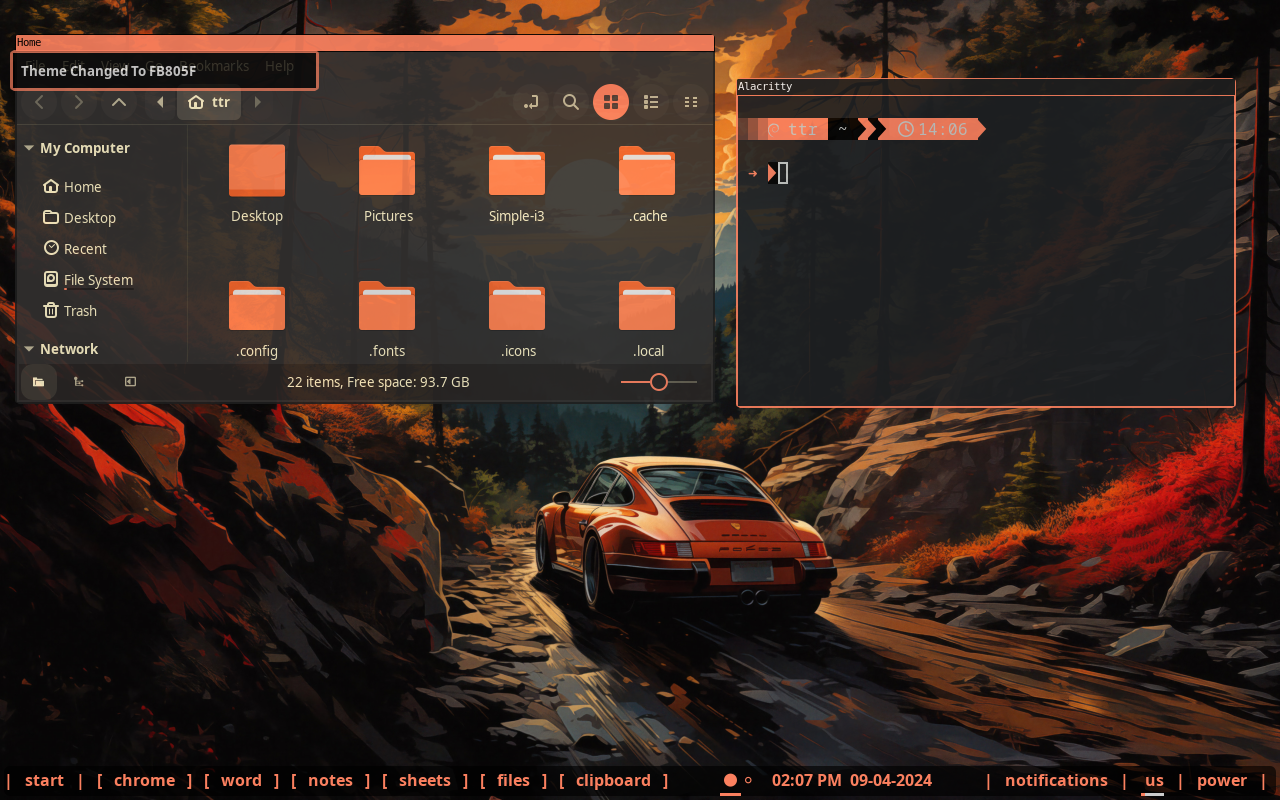 Home
File Edit View Go Bookmarks Help
Theme Changed To FB805F
ttr
My Computer
Home
Desktop
Recent
File System
Trash
Network
Desktop
Pictures
Simple-i3
.cache
.config
.fonts
.icons
.local
22 items, Free space: 93.7 GB
Alacritty
ttr ~ 14:06
| start | [ chrome ] [ word ] [ notes ] [ sheets ] [ files ] [ clipboard ] 02:07 PM 09-04-2024 | notifications | us | power |